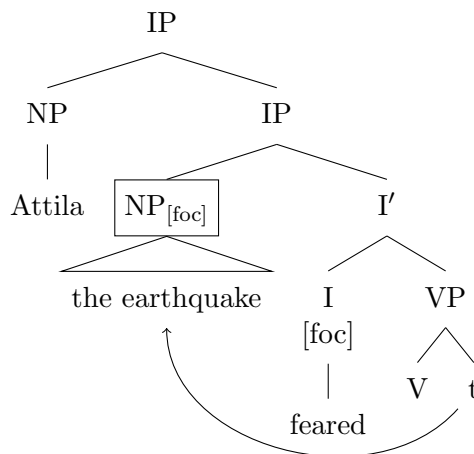 IP
NP IP
Attila NP[foc] I′
the earthquake I VP
[foc]
V t
feared